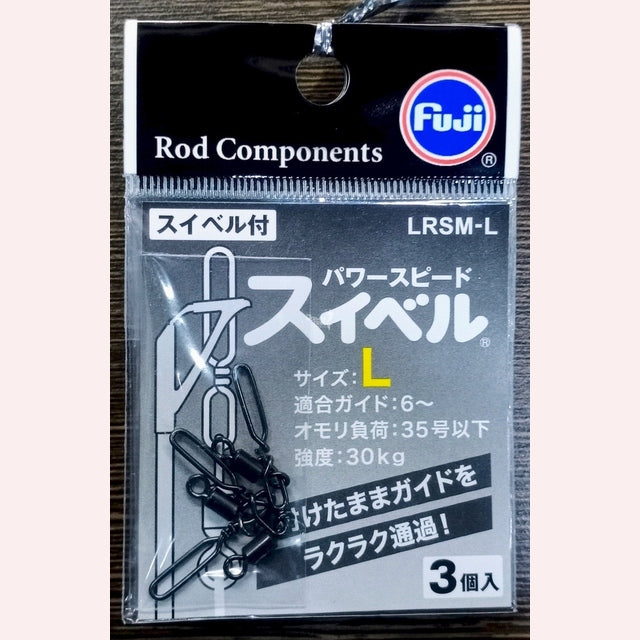 Fuji
®
Rod Components
スイベル付
LRSM-L
パワースピード
スイベル®
サイズ:L
適合ガイド:6〜
オモリ負荷:35号以下
強度:30kg
付けたままガイドを
ラクラク通過!
3個入